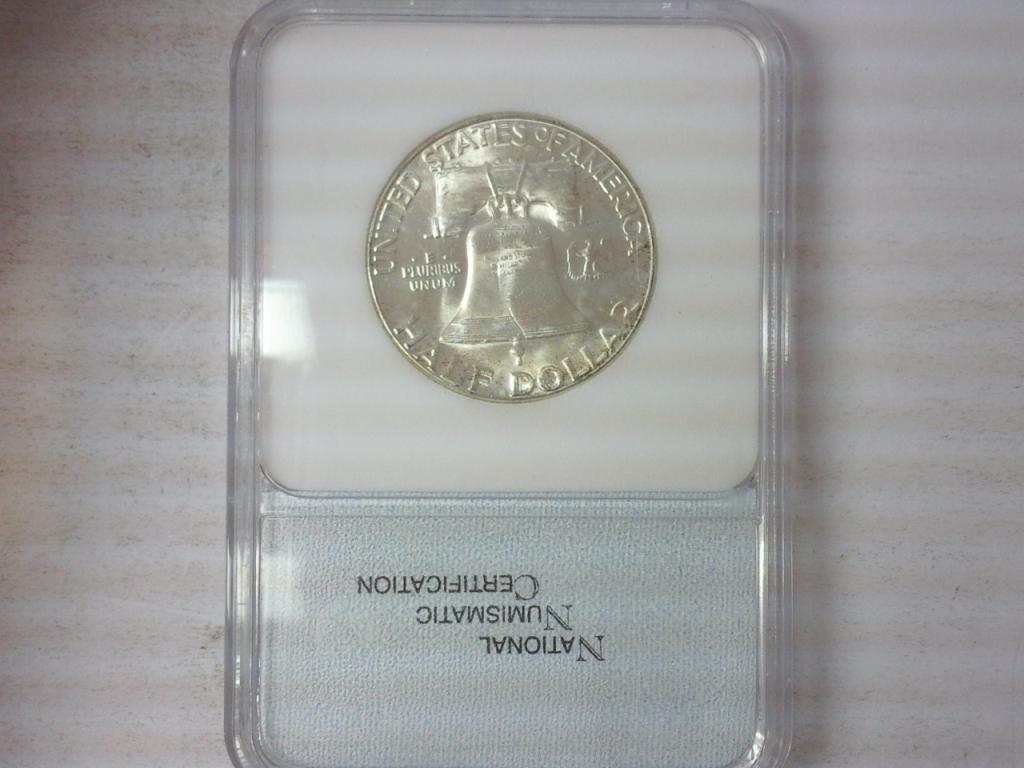 UNITED STATES OF AMERICA
· E ·
PLURIBUS
UNUM
HALF DOLLAR
NATIONAL
NUMISMATIC
CERTIFICATION